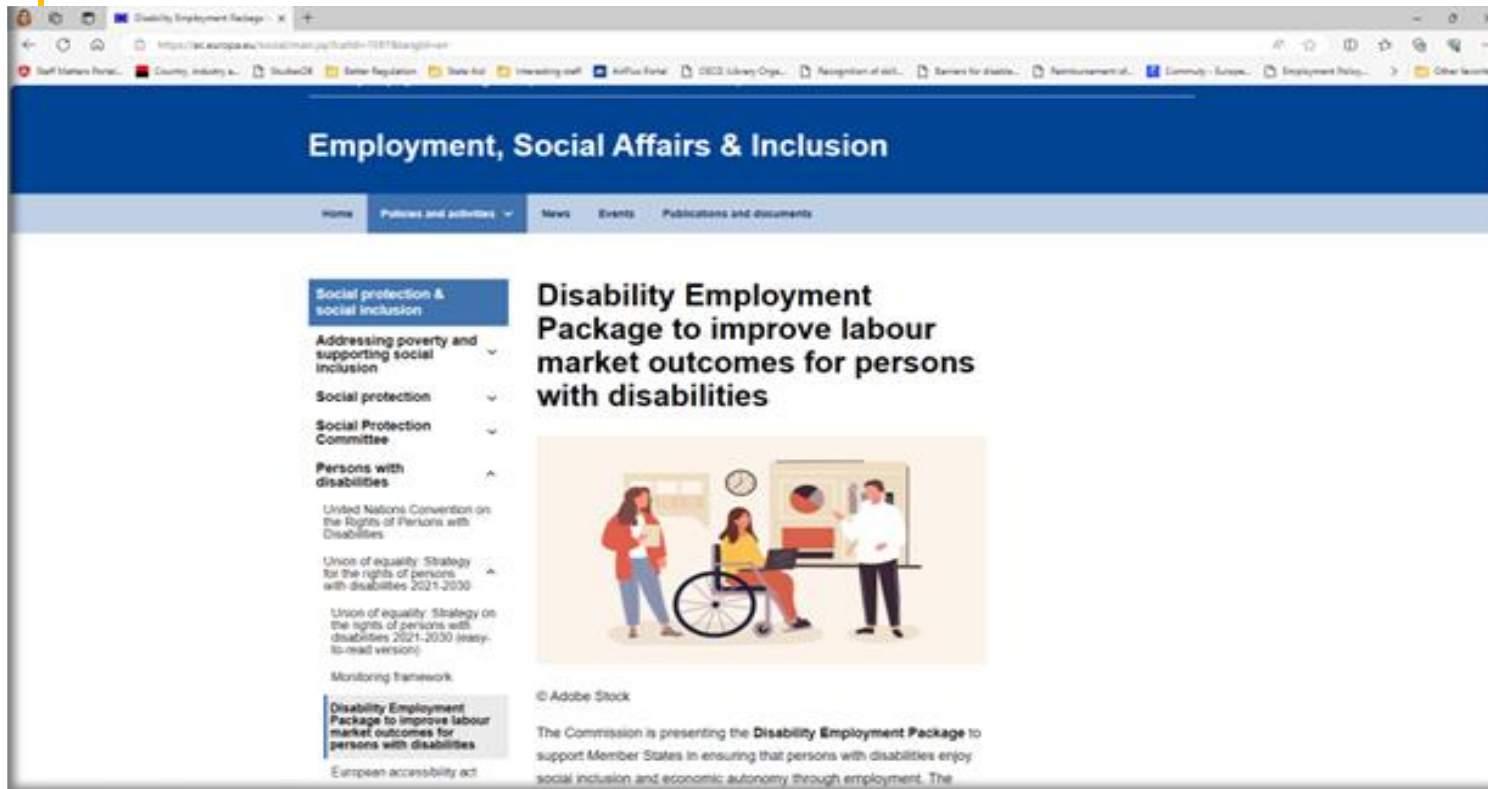 Disability Employment Package
Other favorites
Employment, Social Affairs & Inclusion
Home Policies and activities News Events Publications and documents
Social protection &
social inclusion
Addressing poverty and
supporting social
inclusion
Social protection
Social Protection
Committee
Persons with
disabilities
United Nations Convention on
the Rights of Persons with
Disabilities
Union of equality: Strategy
for the rights of persons
with disabilities 2021-2030
Union of equality: Strategy on
the rights of persons with
disabilities 2021-2030 (easy-
to-read version)
Monitoring framework
Disability Employment
Package to improve labour
market outcomes for
persons with disabilities
European accessibility act
Disability Employment
Package to improve labour
market outcomes for persons
with disabilities
© Adobe Stock
The Commission is presenting the Disability Employment Package to
support Member States in ensuring that persons with disabilities enjoy
social inclusion and economic autonomy through employment. The